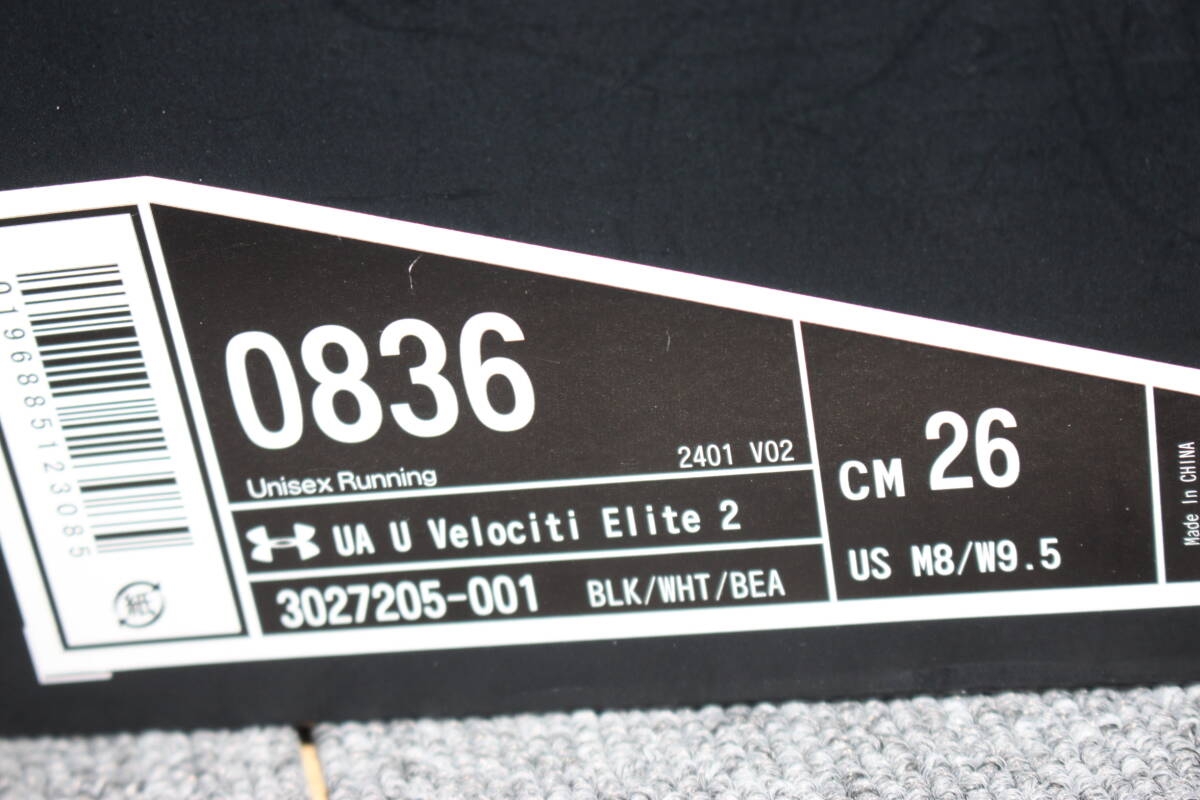 0196885123085
紙
0836
Unisex Running
2401 V02
UA U Velociti Elite 2
3027205-001 BLK/WHT/BEA
CM 26
US M8/W9.5
Made In CHINA